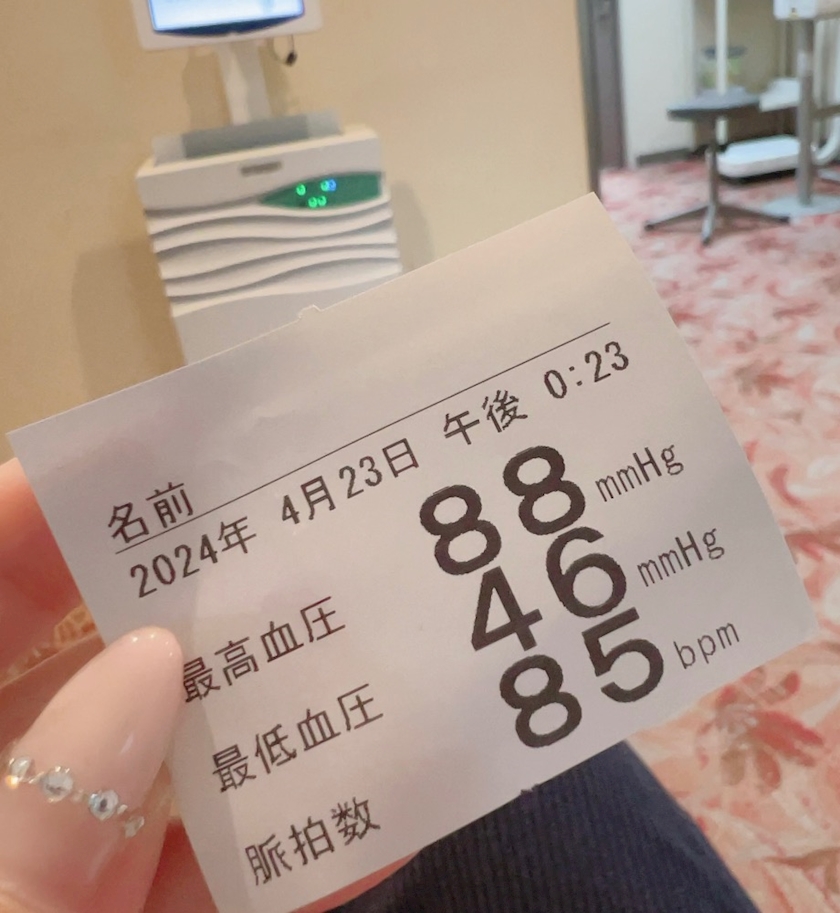 名前
2024年 4月23日 午後 0:23
最高血圧 88 mmHg
最低血圧 46 mmHg
脈拍数 85 bpm